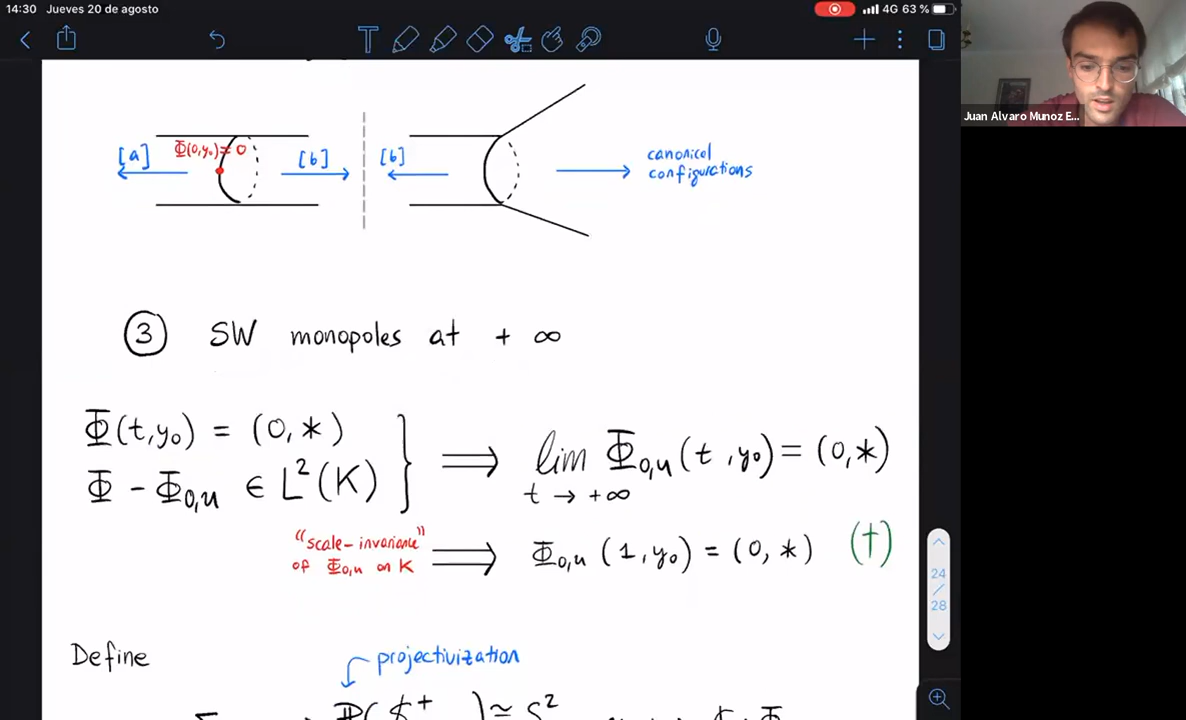 14:30 Jueves 20 de agosto
4G 63 %
Juan Alvaro Munoz E...
[a]
Φ(0,y₀) = 0
[b]
[b]
canonical
configurations
③ SW monopoles at + ∞
Φ(t,y₀) = (0,*)
Φ - Φ₀,ᵤ ∈ L²(K)
⟹ lim Φ₀,ᵤ(t,y₀) = (0,*)
t → +∞
"scale-invariance"
of Φ₀,ᵤ on K
⟹ Φ₀,ᵤ(1,y₀) = (0,*) (†)
24
/
28
Define
projectivization